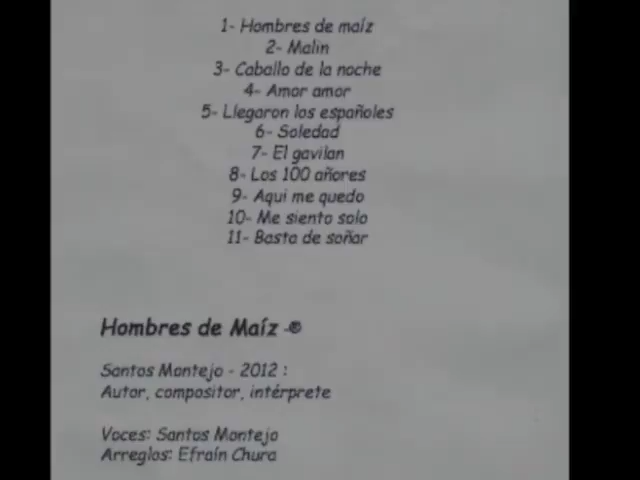 1- Hombres de maíz
2- Malin
3- Caballo de la noche
4- Amor amor
5- Llegaron los españoles
6- Soledad
7- El gavilan
8- Los 100 añores
9- Aqui me quedo
10- Me siento solo
11- Basta de soñar
Hombres de Maíz -®
Santos Montejo - 2012 :
Autor, compositor, intérprete
Voces: Santos Montejo
Arreglos: Efraín Chura